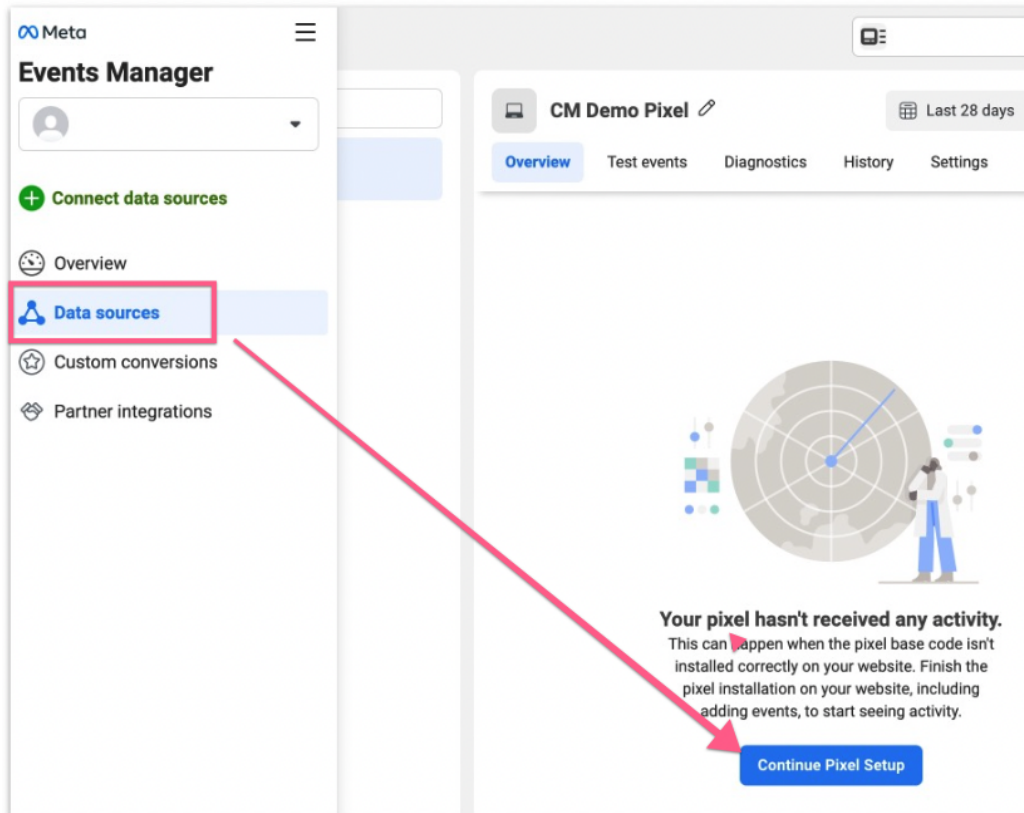 Meta
Events Manager
Connect data sources
Overview
Data sources
Custom conversions
Partner integrations
CM Demo Pixel
Last 28 days
Overview Test events Diagnostics History Settings
Your pixel hasn't received any activity.
This can happen when the pixel base code isn't
installed correctly on your website. Finish the
pixel installation on your website, including
adding events, to start seeing activity.
Continue Pixel Setup